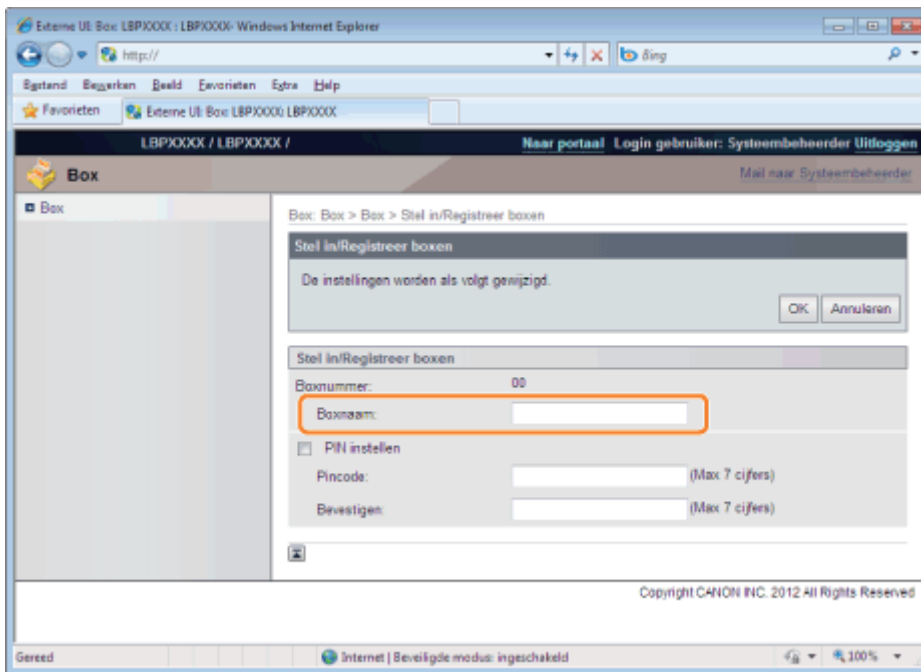 Externe UI: Box: LBPXXXX : LBPXXXX- Windows Internet Explorer
http://
Bing
Bestand Bewerken Beeld Favorieten Extra Help
Favorieten Externe UI: Box: LBPXXXX: LBPXXXX
LBPXXXX / LBPXXXX / Naar portaal Login gebruiker: Systeembeheerder Uitloggen
Box Mail naar Systeembeheerder
Box
Box: Box > Box > Stel in/Registreer boxen
Stel in/Registreer boxen
De instellingen worden als volgt gewijzigd.
OK Annuleren
Stel in/Registreer boxen
Boxnummer: 00
Boxnaam:
PIN instellen
Pincode: (Max 7 cijfers)
Bevestigen: (Max 7 cijfers)
Copyright CANON INC. 2012 All Rights Reserved
Gereed Internet | Beveiligde modus: ingeschakeld 100%